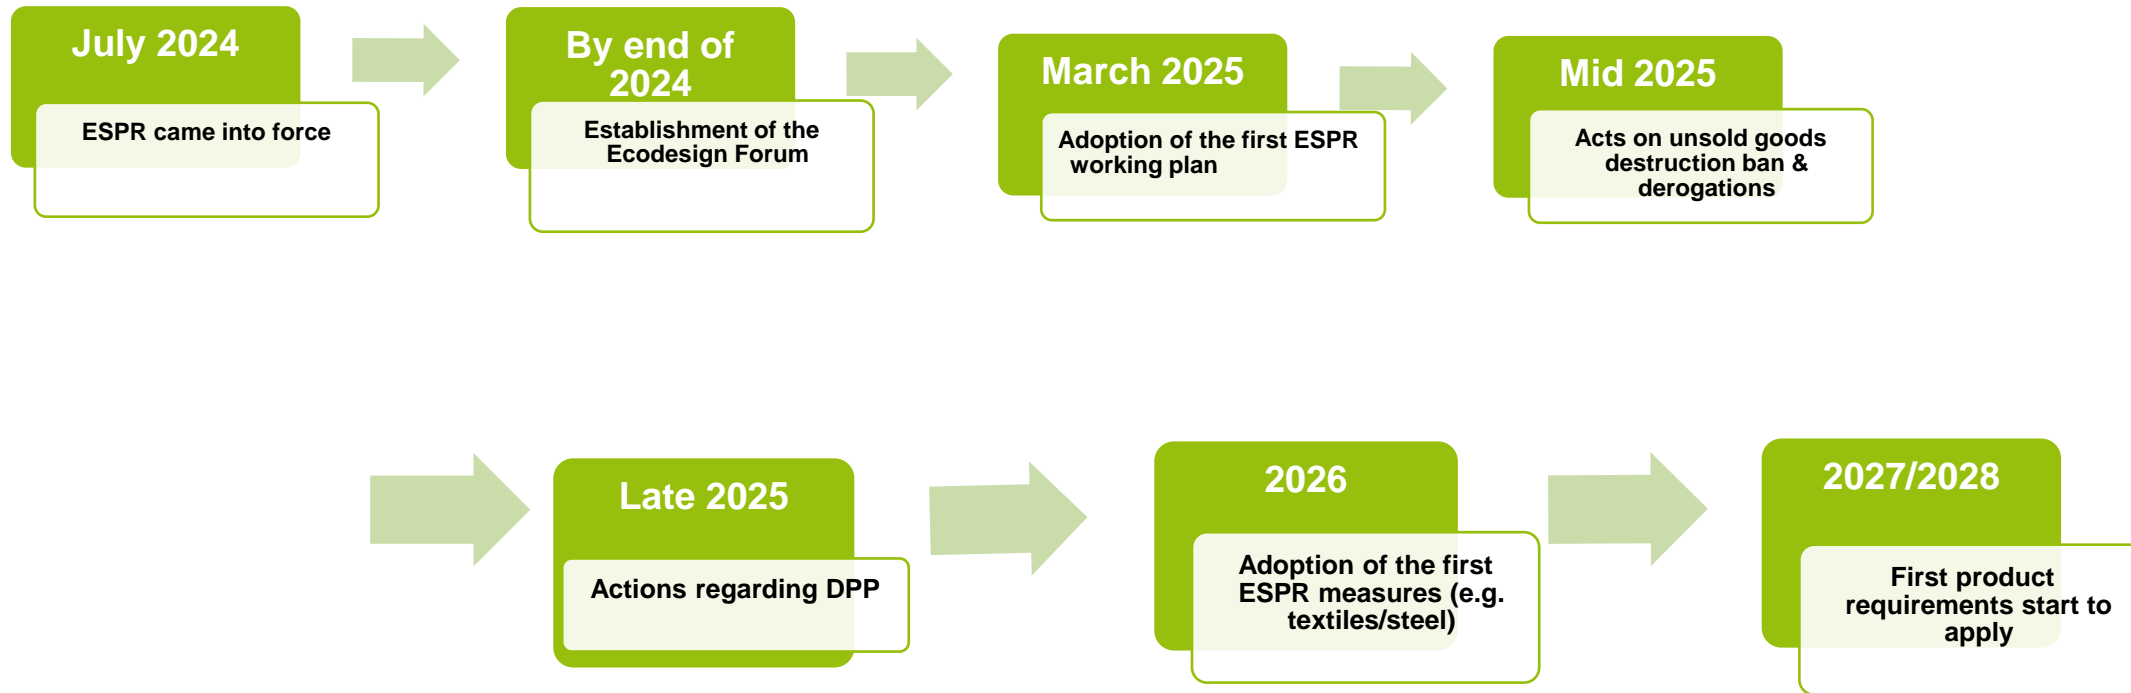 July 2024
ESPR came into force
By end of
2024
Establishment of the
Ecodesign Forum
March 2025
Adoption of the first ESPR
working plan
Mid 2025
Acts on unsold goods
destruction ban &
derogations
Late 2025
Actions regarding DPP
2026
Adoption of the first
ESPR measures (e.g.
textiles/steel)
2027/2028
First product
requirements start to
apply